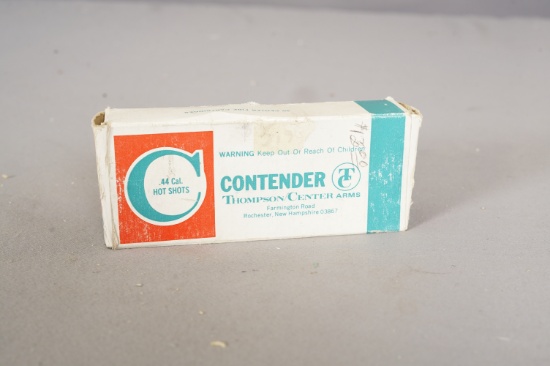 WARNING Keep Out Of Reach Of Children
C
.44 Cal.
HOT SHOTS
CONTENDER TC
THOMPSON/CENTER ARMS
Farmington Road
Rochester, New Hampshire 03867